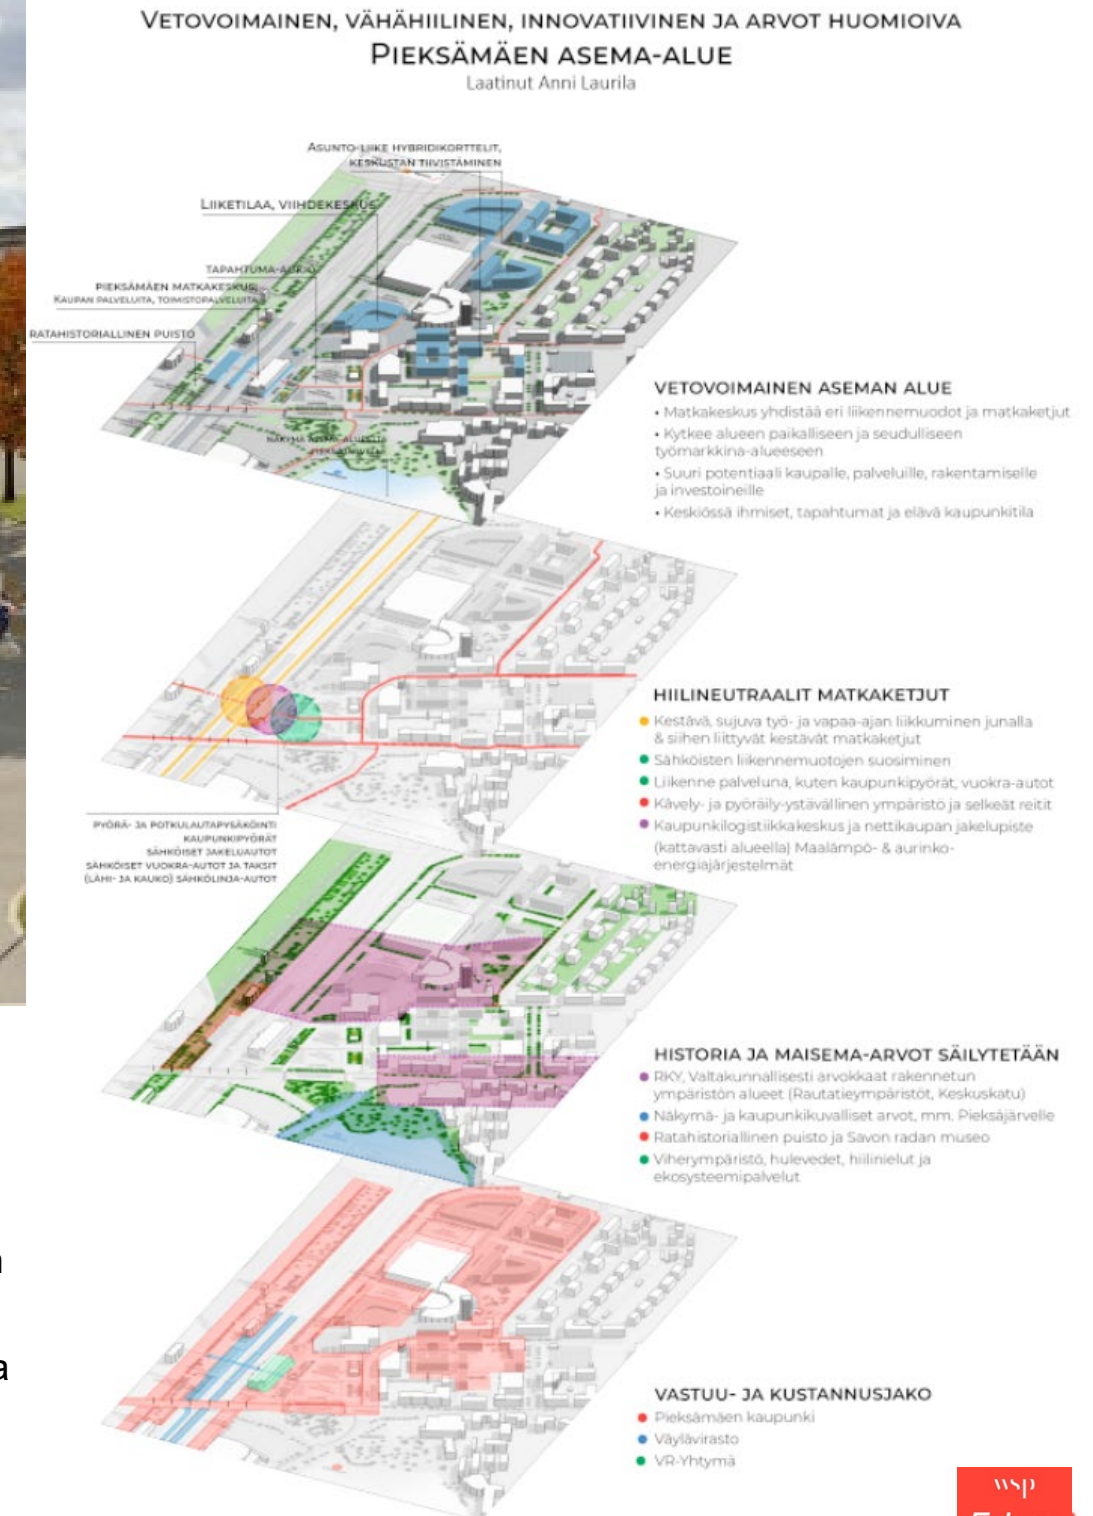 VETOVOIMAINEN, VÄHÄHIILINEN, INNOVATIIVINEN JA ARVOT HUOMIOIVA
PIEKSÄMÄEN ASEMA-ALUE
Laatinut Anni Laurila
ASUNTO-LIIKE HYBRIDIKORTTELIT,
KESKUSTAN TIIVISTÄMINEN
LIIKETILAA, VIIHDEKESKUS
TAPAHTUMA-AUKIO
PIEKSÄMÄEN MATKAKESKUS:
KAUPAN PALVELUITA, TOIMISTOPALVELUITA
RATAHISTORIALLINEN PUISTO
NÄKYMÄ ASEMA-ALUEELTA
VETOVOIMAINEN ASEMAN ALUE
• Matkakeskus yhdistää eri liikennemuodot ja matkaketjut
• Kytkee alueen paikalliseen ja seudulliseen
työmarkkina-alueeseen
• Suuri potentiaali kaupalle, palveluille, rakentamiselle
ja investoineille
• Keskiössä ihmiset, tapahtumat ja elävä kaupunkitila
HIILINEUTRAALIT MATKAKETJUT
Kestävä, sujuva työ- ja vapaa-ajan liikkuminen junalla
& siihen liittyvät kestävät matkaketjut
Sähköisten liikennemuotojen suosiminen
Liikenne palveluna, kuten kaupunkipyörät, vuokra-autot
Kävely- ja pyöräily-ystävällinen ympäristö ja selkeät reitit
Kaupunkilogistiikkakeskus ja nettikaupan jakelupiste
(kattavasti alueella) Maalämpö- & aurinko-
energiajärjestelmät
PYÖRÄ- JA POTKULAUTAPYSÄKÖINTI
KAUPUNKIPYÖRÄT
SÄHKÖISET JAKELUAUTOT
SÄHKÖISET VUOKRA-AUTOT JA TAKSIT
(LÄHI- JA KAUKO) SÄHKÖLINJA-AUTOT
HISTORIA JA MAISEMA-ARVOT SÄILYTETÄÄN
RKY, Valtakunnallisesti arvokkaat rakennetun
ympäristön alueet (Rautatieympäristöt, Keskuskatu)
Näkymä- ja kaupunkikuvalliset arvot, mm. Pieksäjärvelle
Ratahistoriallinen puisto ja Savon radan museo
Viherympäristö, hulevedet, hiilinielut ja
ekosysteemipalvelut
VASTUU- JA KUSTANNUSJAKO
Pieksämäen kaupunki
Väylävirasto
VR-Yhtymä
wsp